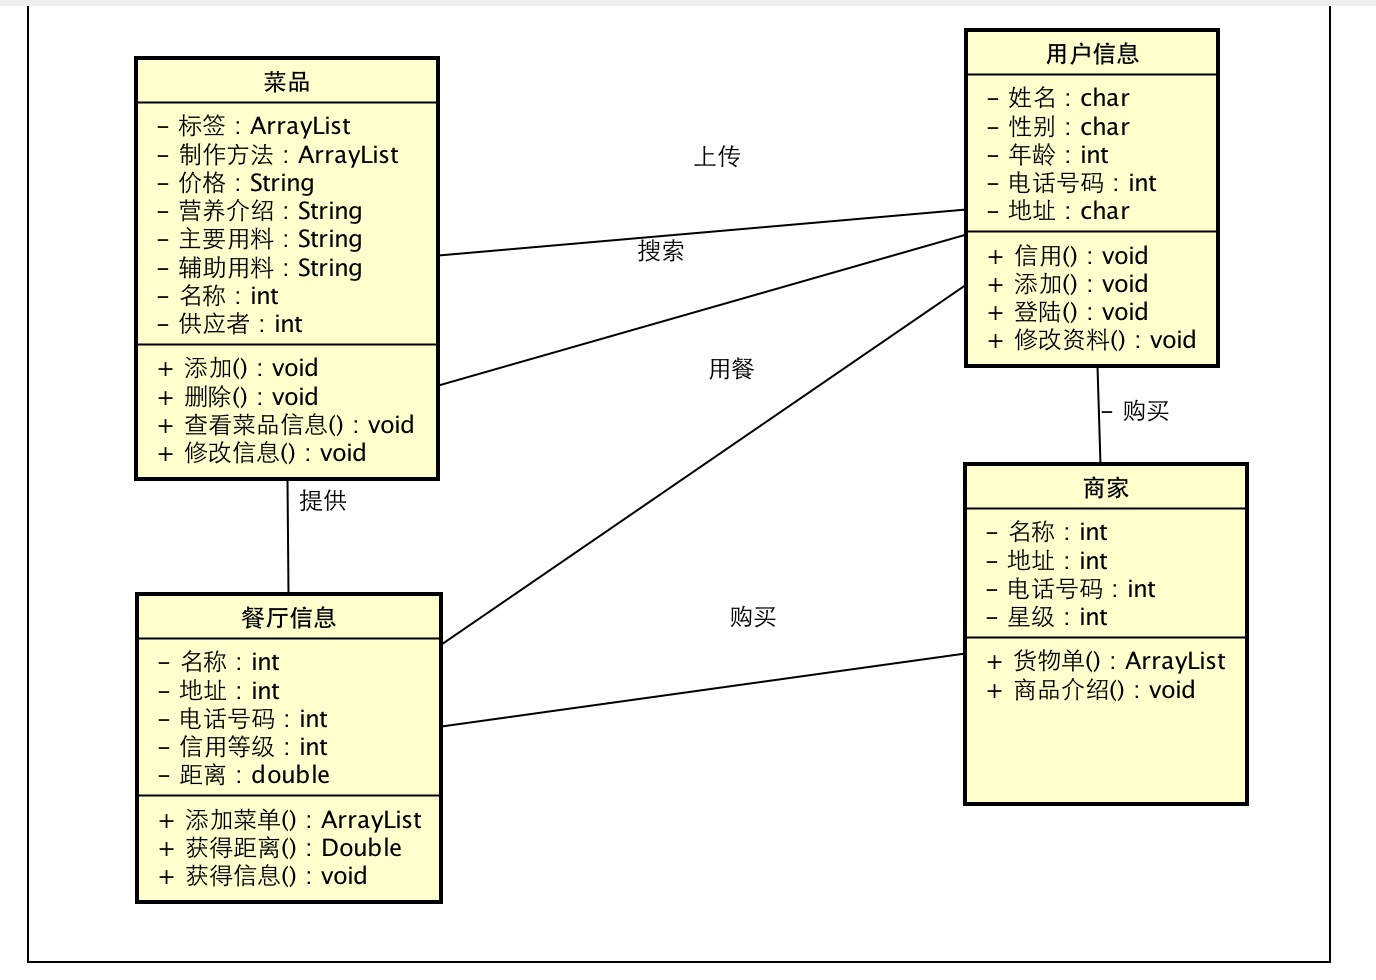 菜品
- 标签 : ArrayList
- 制作方法 : ArrayList
- 价格 : String
- 营养介绍 : String
- 主要用料 : String
- 辅助用料 : String
- 名称 : int
- 供应者 : int
+ 添加() : void
+ 删除() : void
+ 查看菜品信息() : void
+ 修改信息() : void
上传
搜索
用餐
用户信息
- 姓名 : char
- 性别 : char
- 年龄 : int
- 电话号码 : int
- 地址 : char
+ 信用() : void
+ 添加() : void
+ 登陆() : void
+ 修改资料() : void
- 购买
提供
餐厅信息
- 名称 : int
- 地址 : int
- 电话号码 : int
- 信用等级 : int
- 距离 : double
+ 添加菜单() : ArrayList
+ 获得距离() : Double
+ 获得信息() : void
购买
商家
- 名称 : int
- 地址 : int
- 电话号码 : int
- 星级 : int
+ 货物单() : ArrayList
+ 商品介绍() : void